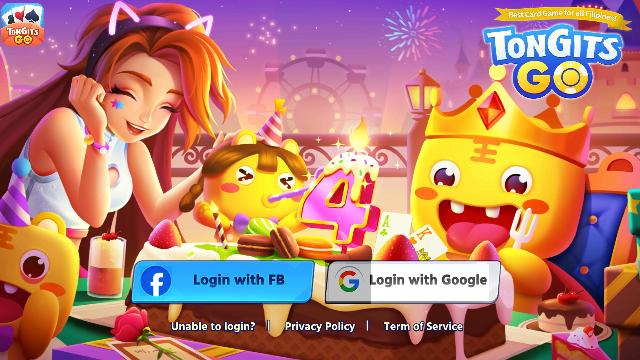 TONGITS
GO
Best Card Game for all Filipinos!
TONGITS
GO
4
A
K
Login with FB
Login with Google
Unable to login? | Privacy Policy | Term of Service